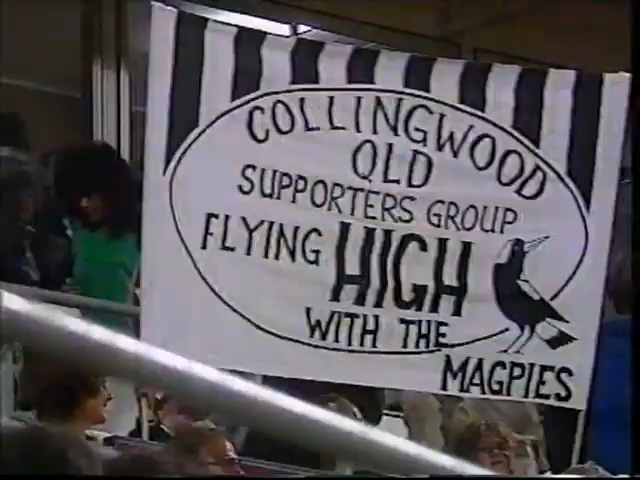 COLLINGWOOD
QLD
SUPPORTERS GROUP
FLYING HIGH
WITH THE
MAGPIES